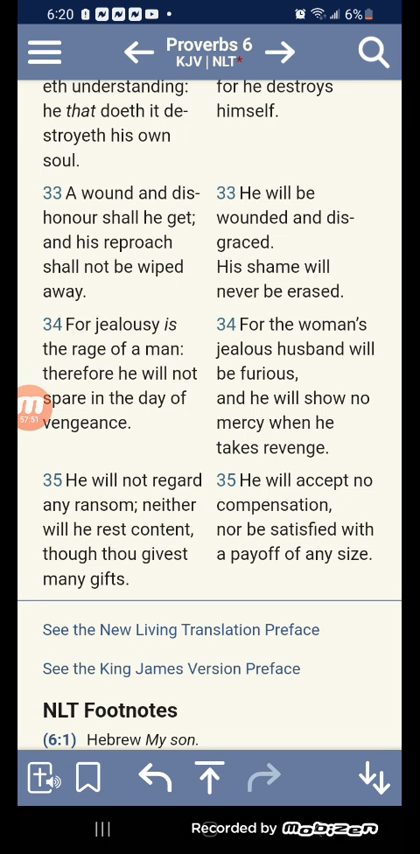 6:20
6%
Proverbs 6
KJV | NLT*
eth understanding:
he that doeth it de-
stroyeth his own
soul.
33 A wound and dis-
honour shall he get;
and his reproach
shall not be wiped
away.
34 For jealousy is
the rage of a man:
therefore he will not
spare in the day of
vengeance.
35 He will not regard
any ransom; neither
will he rest content,
though thou givest
many gifts.
for he destroys
himself.
33 He will be
wounded and dis-
graced.
His shame will
never be erased.
34 For the woman's
jealous husband will
be furious,
and he will show no
mercy when he
takes revenge.
35 He will accept no
compensation,
nor be satisfied with
a payoff of any size.
m
57:51
See the New Living Translation Preface
See the King James Version Preface
NLT Footnotes
(6:1) Hebrew My son.
Recorded by mobizen